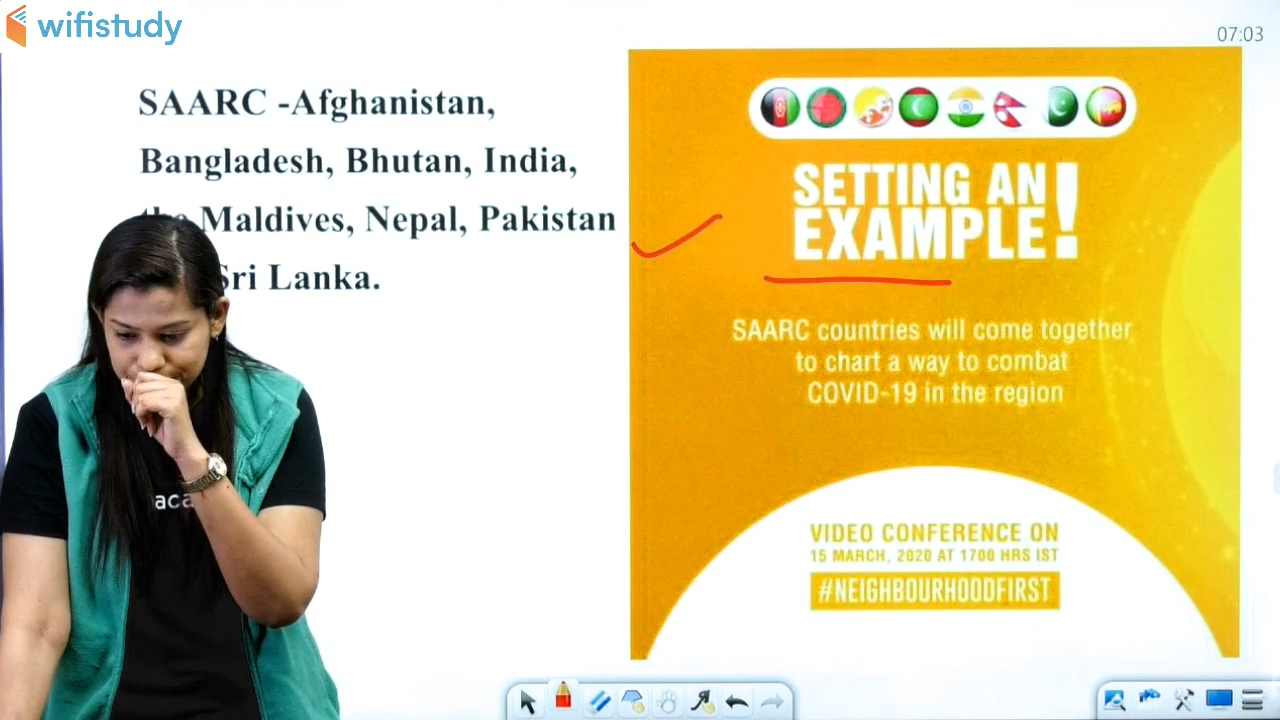 wifistudy
07:03
SAARC -Afghanistan,
Bangladesh, Bhutan, India,
the Maldives, Nepal, Pakistan
Sri Lanka.
SETTING AN
EXAMPLE!
SAARC countries will come together
to chart a way to combat
COVID-19 in the region
VIDEO CONFERENCE ON
15 MARCH, 2020 AT 1700 HRS IST
#NEIGHBOURHOODFIRST
aca